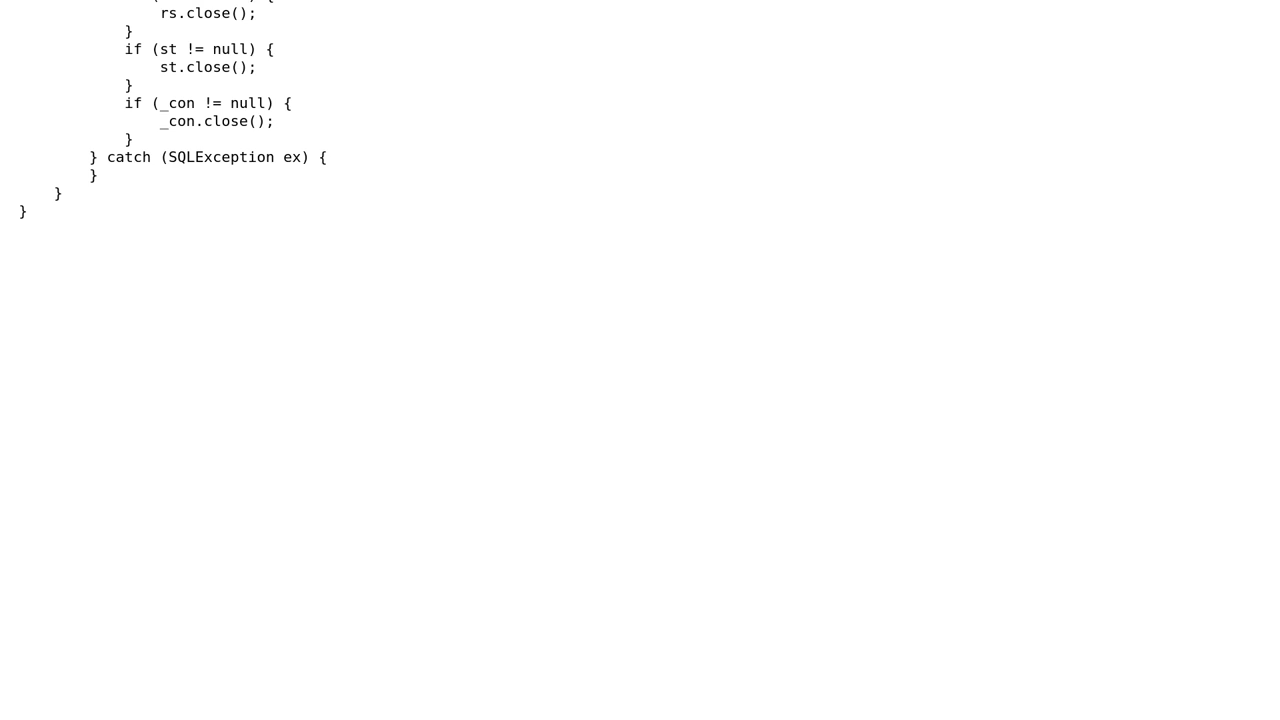 rs.close();
}
if (st != null) {
st.close();
}
if (_con != null) {
_con.close();
}
} catch (SQLException ex) {
}
}
}